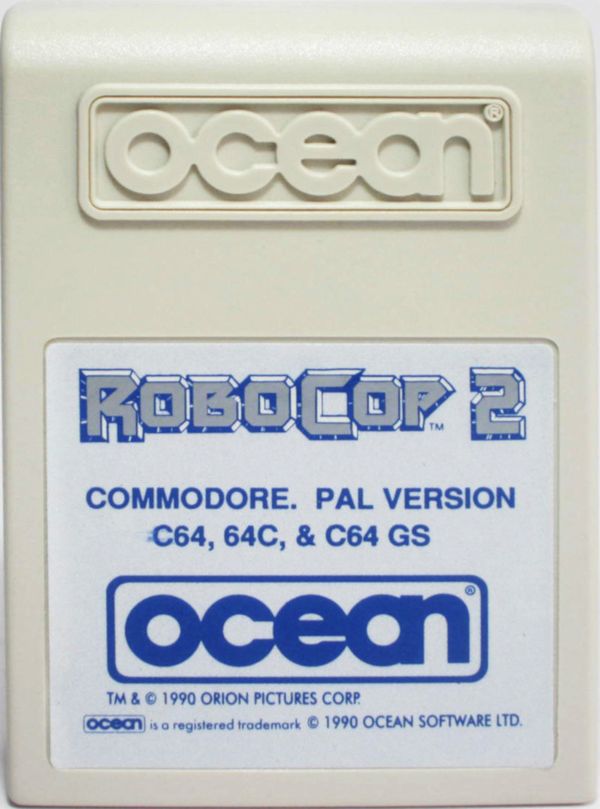 ocean®
ROBOCOP 2
™
COMMODORE. PAL VERSION
C64, 64C, & C64 GS
ocean®
TM & © 1990 ORION PICTURES CORP.
ocean is a registered trademark © 1990 OCEAN SOFTWARE LTD.